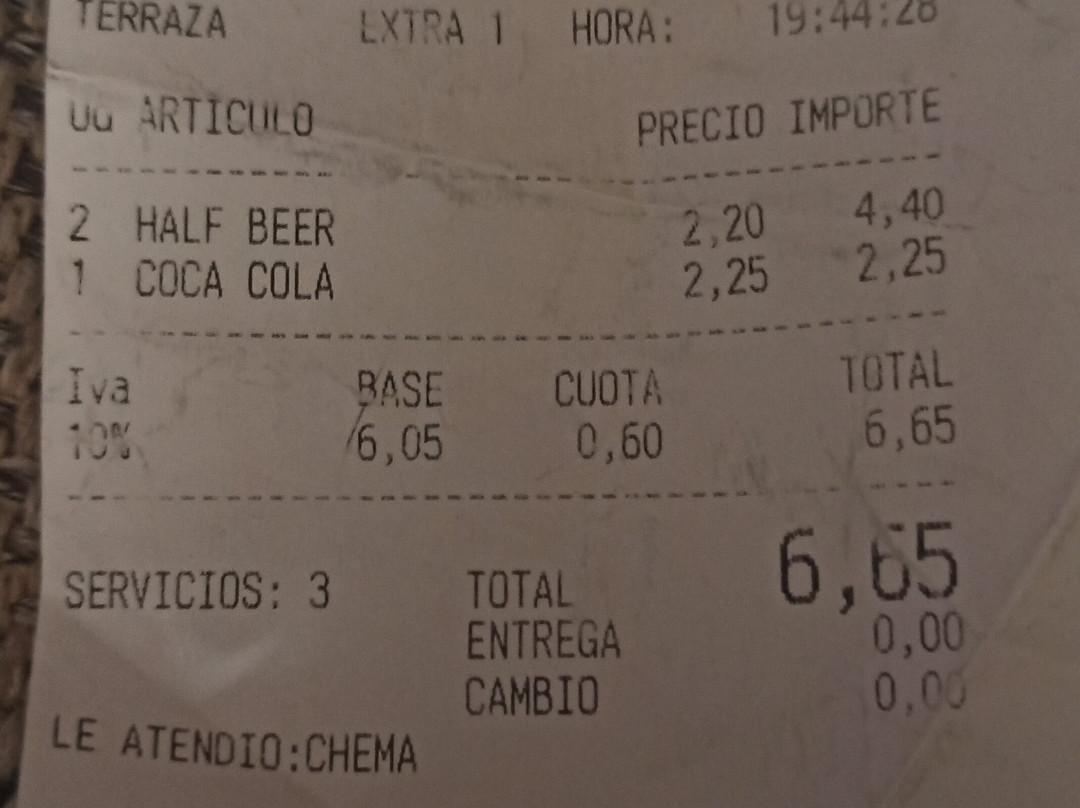 TERRAZA EXTRA 1 HORA: 19:44:28
UG ARTICULO PRECIO IMPORTE
2 HALF BEER 2,20 4,40
1 COCA COLA 2,25 2,25
Iva BASE CUOTA TOTAL
10% 6,05 0,60 6,65
SERVICIOS: 3 TOTAL 6,65
ENTREGA 0,00
CAMBIO 0,00
LE ATENDIO:CHEMA